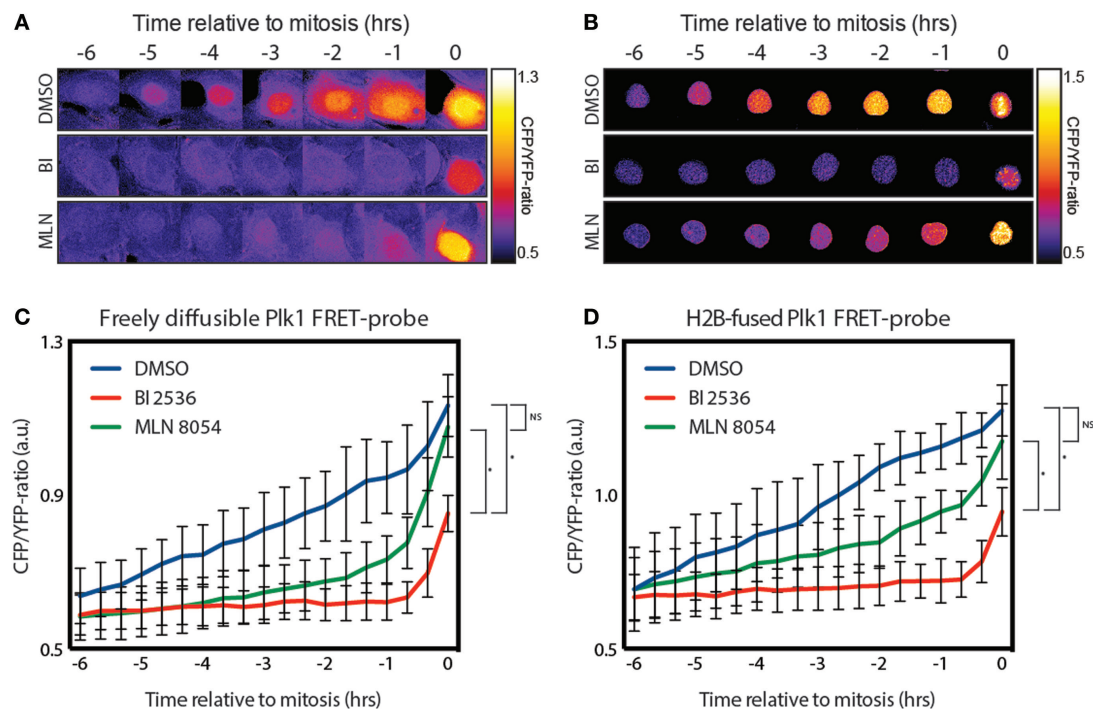 A
Time relative to mitosis (hrs)
-6 -5 -4 -3 -2 -1 0
DMSO
BI
MLN
1.3
CFP/YFP-ratio
0.5
B
Time relative to mitosis (hrs)
-6 -5 -4 -3 -2 -1 0
DMSO
BI
MLN
1.5
CFP/YFP-ratio
0.5
C
Freely diffusible Plk1 FRET-probe
1.3
0.9
0.5
CFP/YFP-ratio (a.u.)
DMSO
BI 2536
MLN 8054
NS
*
*
-6 -5 -4 -3 -2 -1 0
Time relative to mitosis (hrs)
D
H2B-fused Plk1 FRET-probe
1.5
1.0
0.5
CFP/YFP-ratio (a.u.)
DMSO
BI 2536
MLN 8054
NS
*
*
-6 -5 -4 -3 -2 -1 0
Time relative to mitosis (hrs)